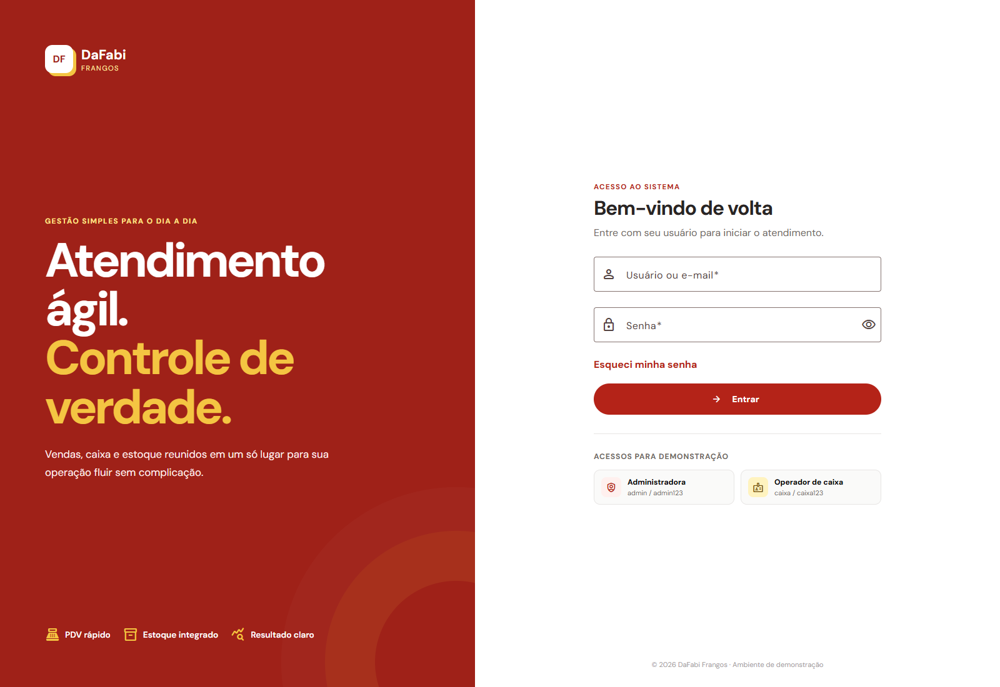 DF
DaFabi
FRANGOS
GESTÃO SIMPLES PARA O DIA A DIA
Atendimento
ágil.
Controle de
verdade.
Vendas, caixa e estoque reunidos em um só lugar para sua
operação fluir sem complicação.
PDV rápido
Estoque integrado
Resultado claro
ACESSO AO SISTEMA
Bem-vindo de volta
Entre com seu usuário para iniciar o atendimento.
Usuário ou e-mail*
Senha*
Esqueci minha senha
Entrar
ACESSOS PARA DEMONSTRAÇÃO
Administradora
admin / admin123
Operador de caixa
caixa / caixa123
© 2026 DaFabi Frangos · Ambiente de demonstração